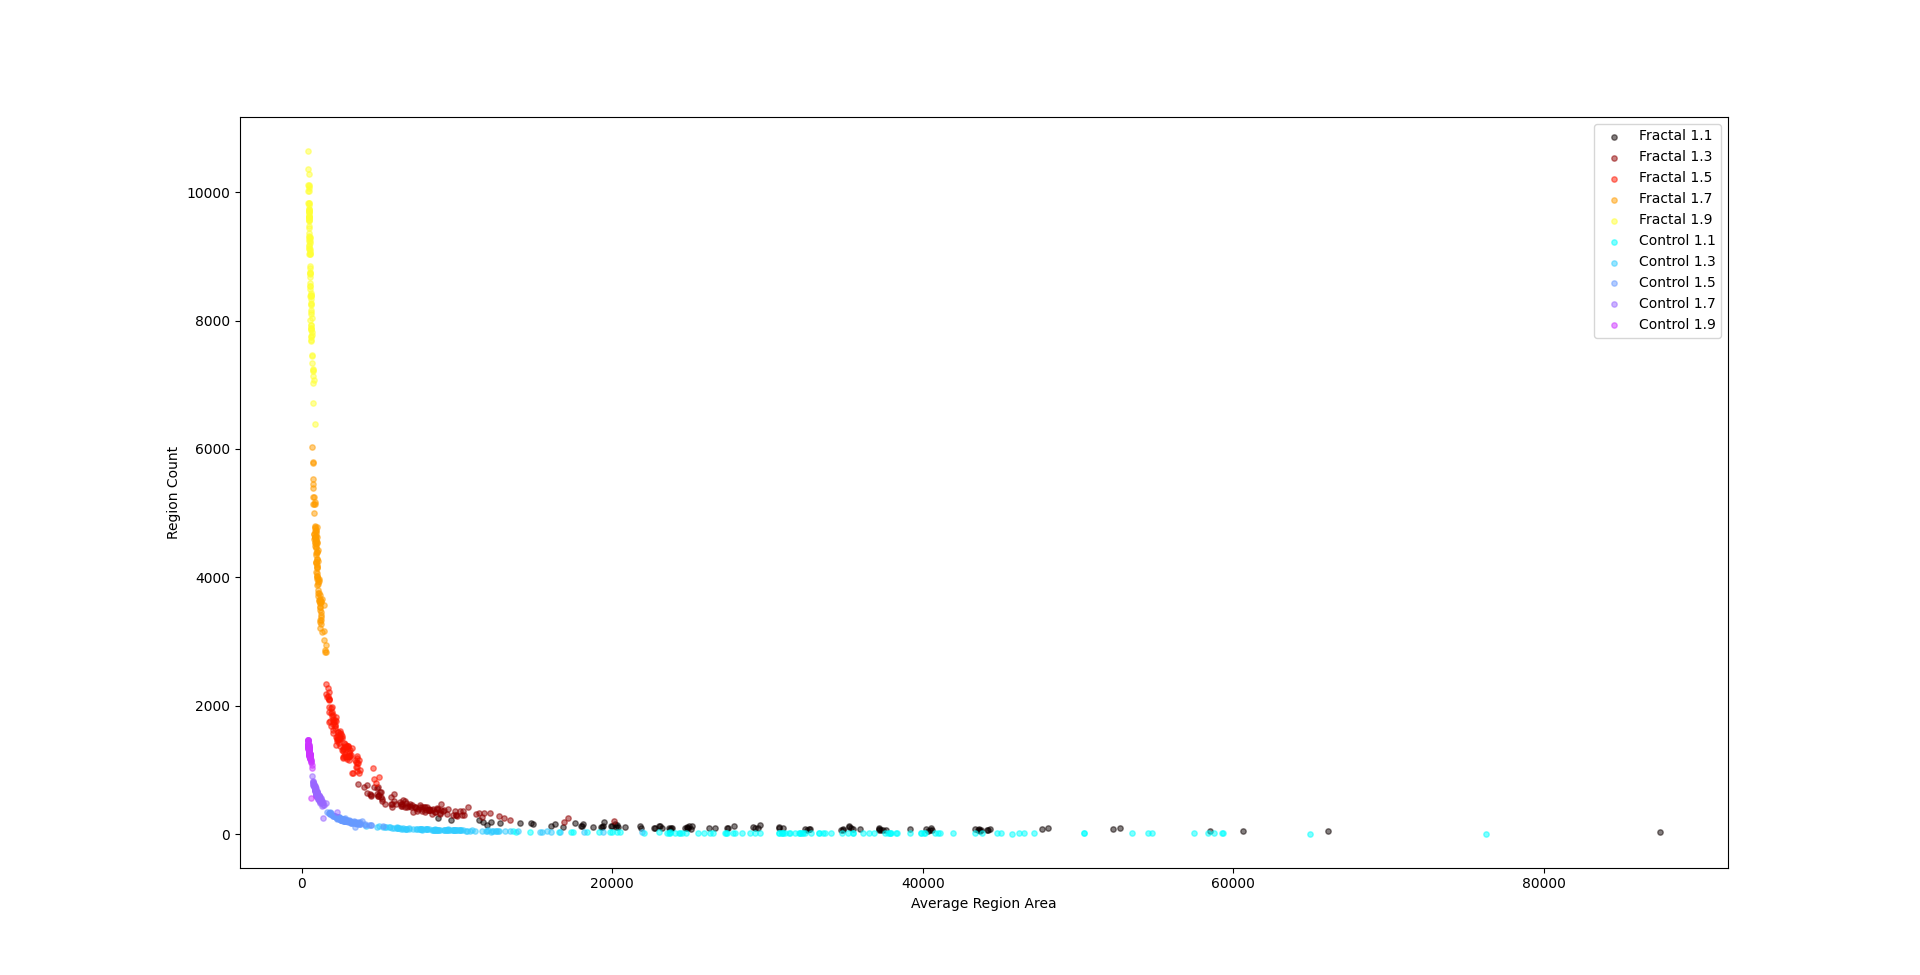 Fractal 1.1
Fractal 1.3
Fractal 1.5
Fractal 1.7
Fractal 1.9
Control 1.1
Control 1.3
Control 1.5
Control 1.7
Control 1.9
10000
8000
6000
4000
2000
0
Region Count
0 20000 40000 60000 80000
Average Region Area